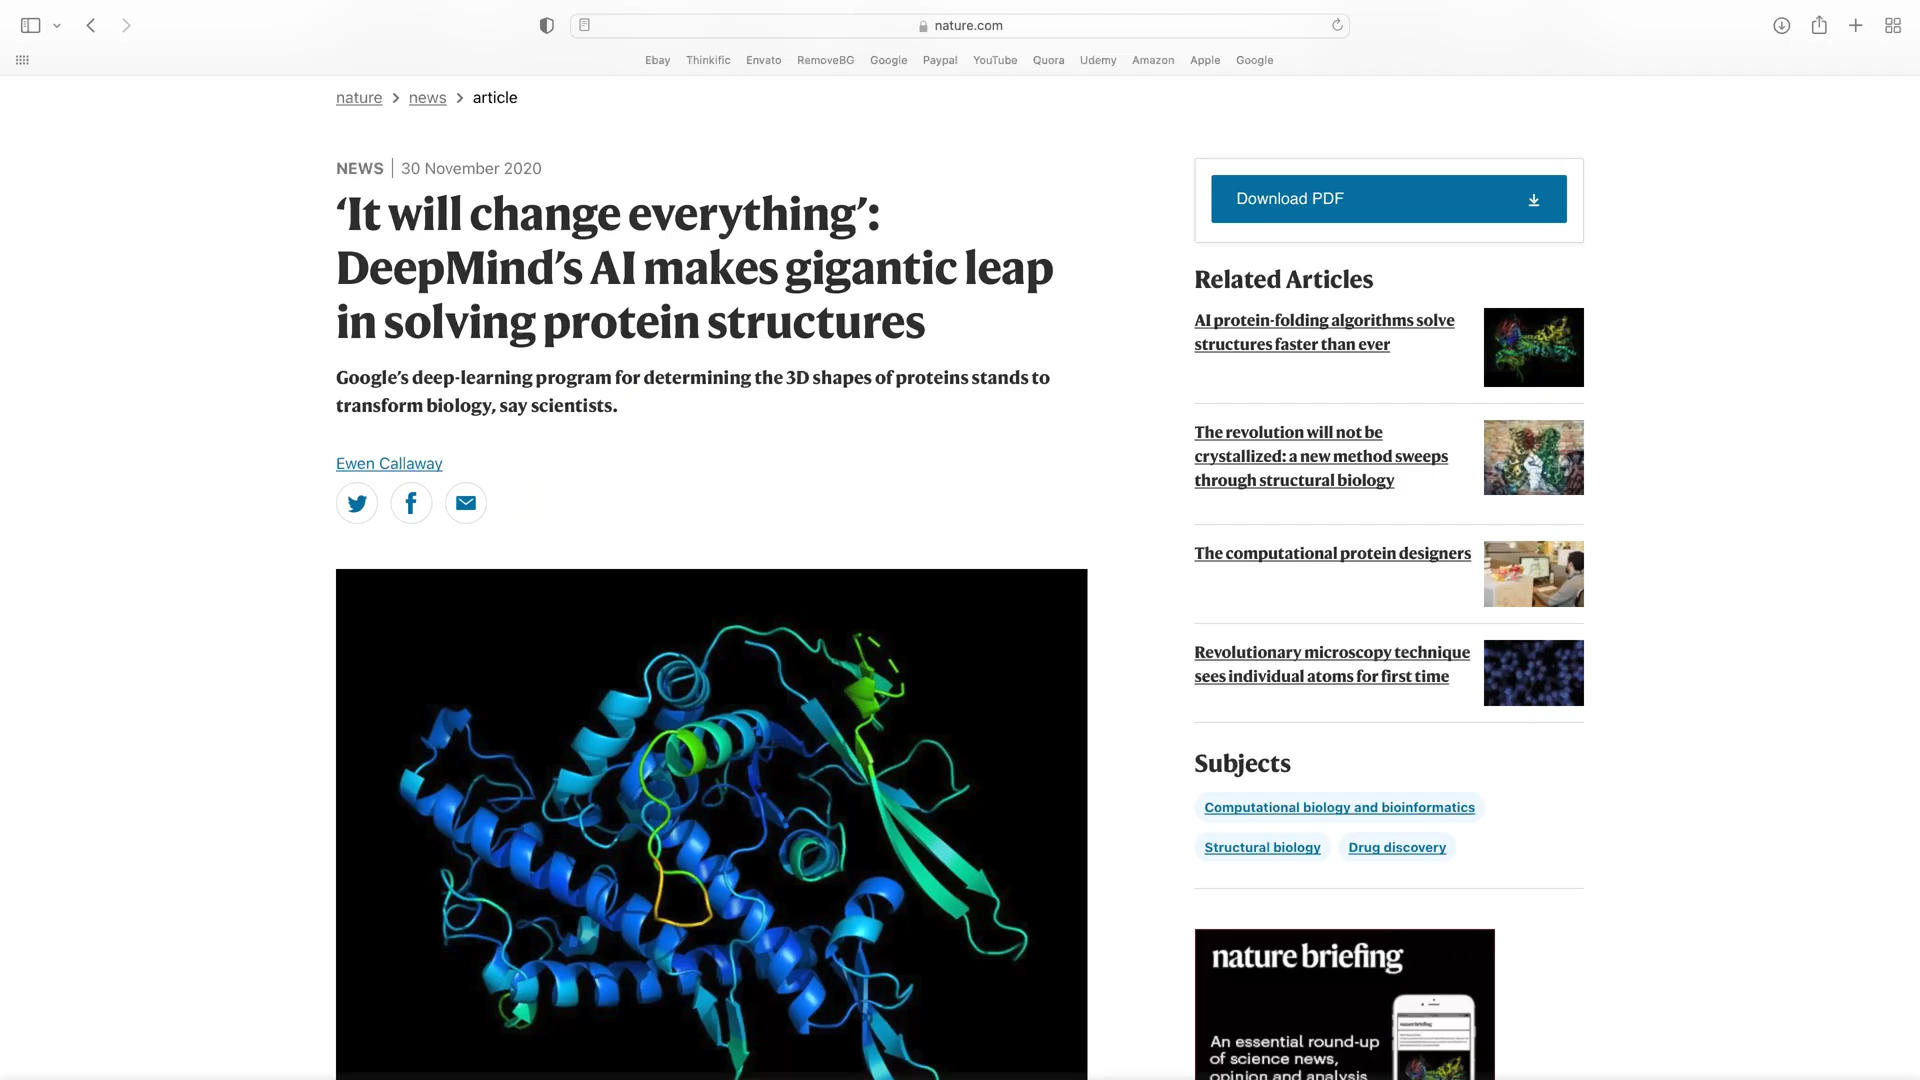 nature.com
Ebay Thinkific Envato RemoveBG Google Paypal YouTube Quora Udemy Amazon Apple Google
nature > news > article
NEWS | 30 November 2020
‘It will change everything’:
DeepMind’s AI makes gigantic leap
in solving protein structures
Google’s deep-learning program for determining the 3D shapes of proteins stands to
transform biology, say scientists.
Ewen Callaway
Download PDF
Related Articles
AI protein-folding algorithms solve
structures faster than ever
The revolution will not be
crystallized: a new method sweeps
through structural biology
The computational protein designers
Revolutionary microscopy technique
sees individual atoms for first time
Subjects
Computational biology and bioinformatics
Structural biology Drug discovery
nature briefing
nature briefing
An essential round-up
of science news,
opinion and analysis,